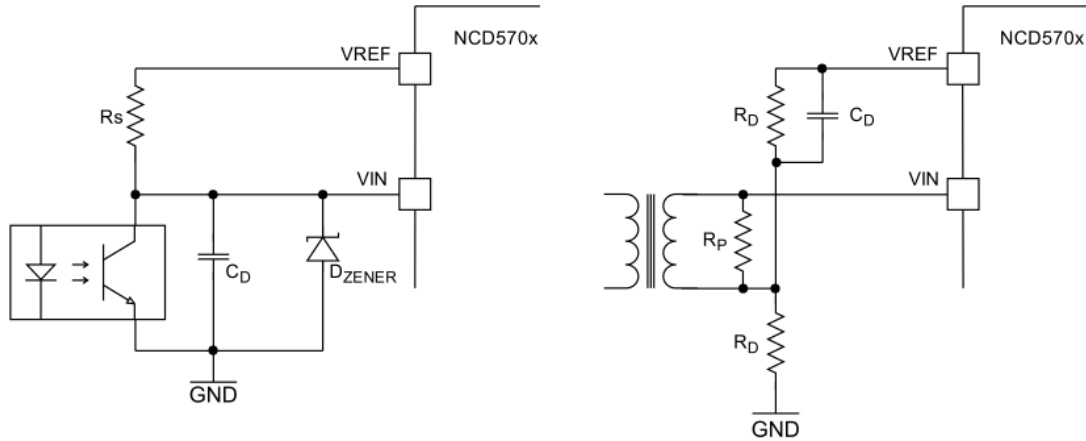 NCD570x
VREF
Rs
VIN
CD
DZENER
GND
NCD570x
VREF
RD
CD
VIN
RP
RD
GND